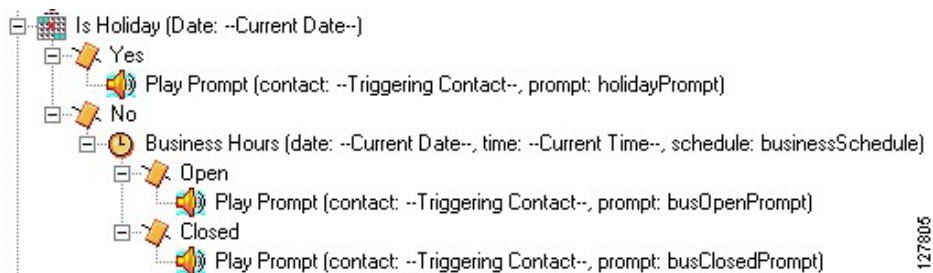 Is Holiday (Date: --Current Date--)
Yes
Play Prompt (contact: --Triggering Contact--, prompt: holidayPrompt)
No
Business Hours (date: --Current Date--, time: --Current Time--, schedule: businessSchedule)
Open
Play Prompt (contact: --Triggering Contact--, prompt: busOpenPrompt)
Closed
Play Prompt (contact: --Triggering Contact--, prompt: busClosedPrompt)
127805